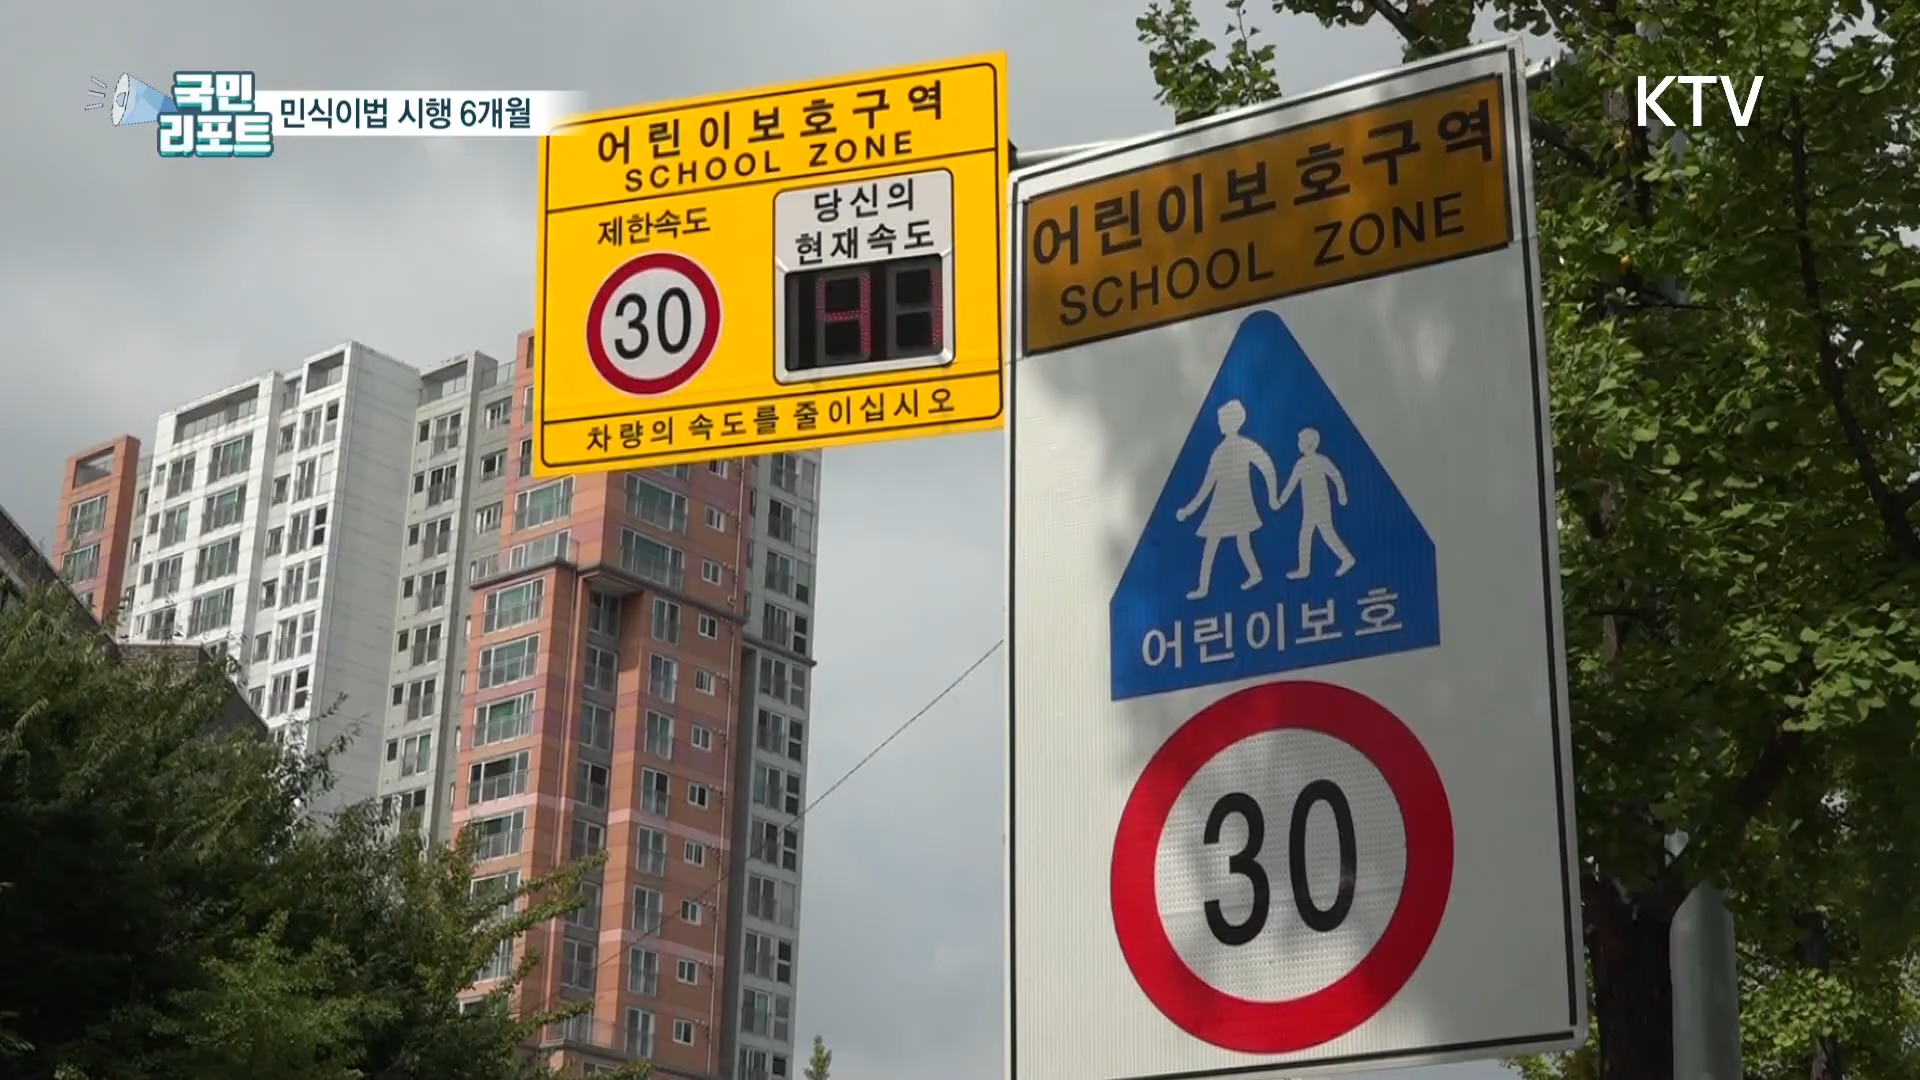 국민
리포트
민식이법 시행 6개월
KTV
어린이보호구역
SCHOOL ZONE
제한속도
30
당신의
현재속도
차량의 속도를 줄이십시오
어린이보호구역
SCHOOL ZONE
어린이보호
30